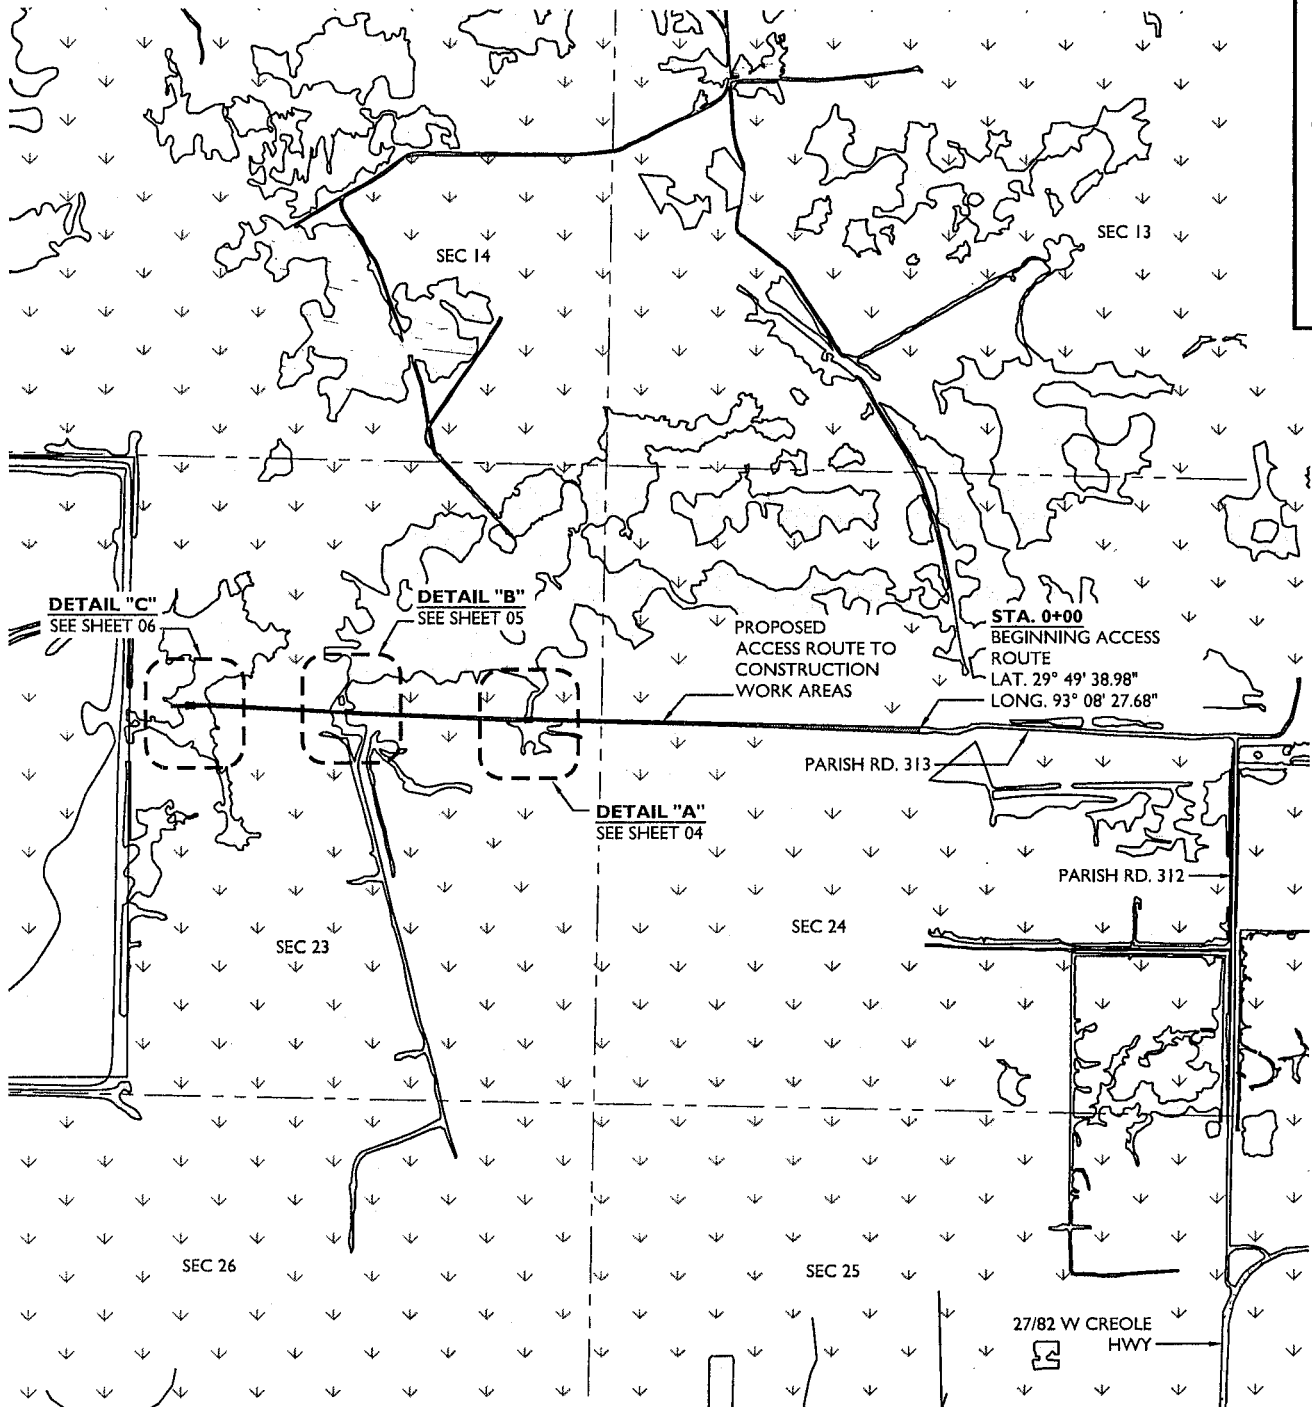 SEC 13
SEC 14
DETAIL "C"
SEE SHEET 06
DETAIL "B"
SEE SHEET 05
PROPOSED
ACCESS ROUTE TO
CONSTRUCTION
WORK AREAS
STA. 0+00
BEGINNING ACCESS
ROUTE
LAT. 29° 49' 38.98"
LONG. 93° 08' 27.68"
PARISH RD. 313
DETAIL "A"
SEE SHEET 04
PARISH RD. 312
SEC 24
SEC 23
SEC 26
SEC 25
27/82 W CREOLE
HWY